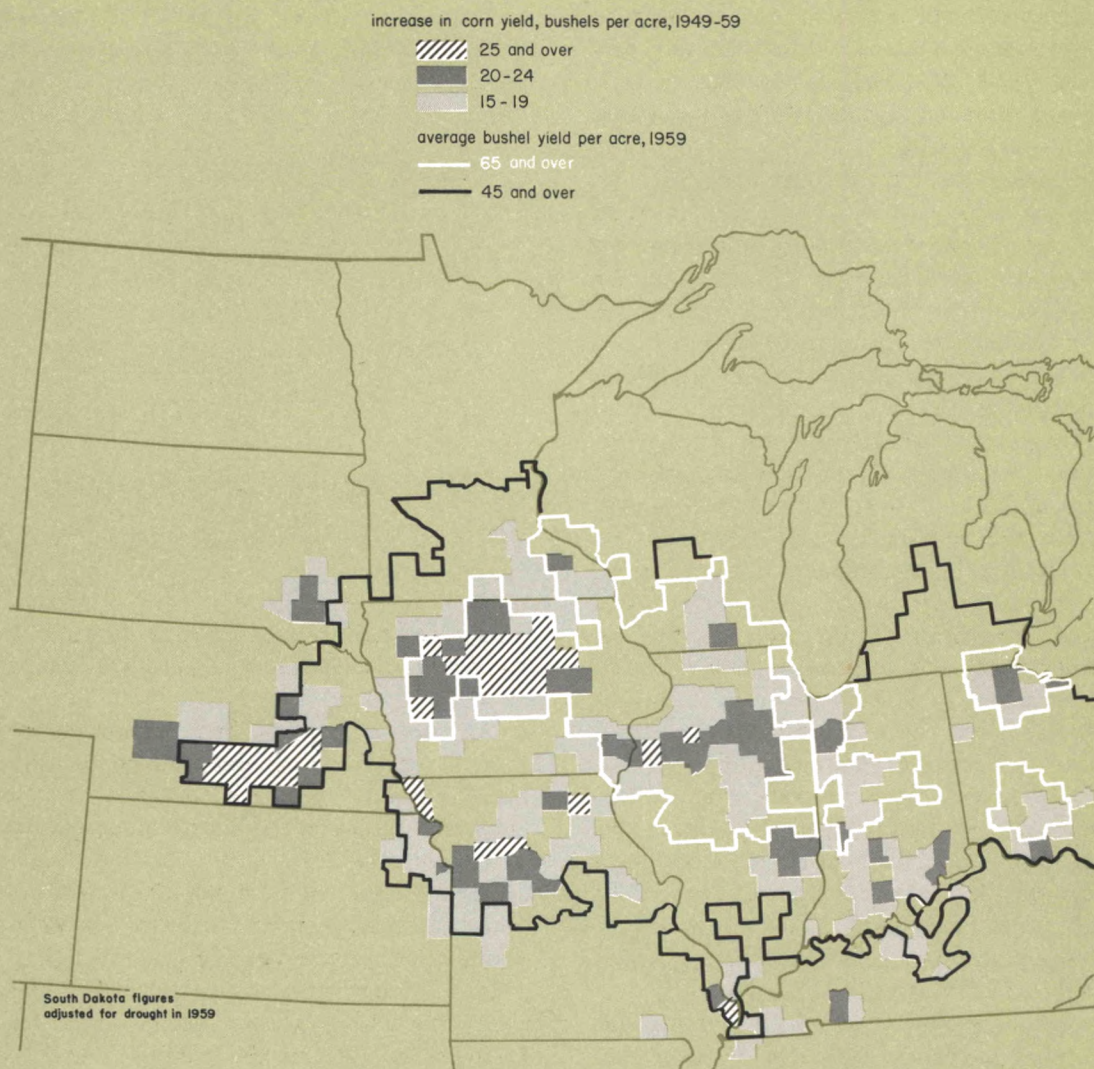 increase in corn yield, bushels per acre, 1949-59
25 and over
20-24
15-19
average bushel yield per acre, 1959
65 and over
45 and over
South Dakota figures
adjusted for drought in 1959